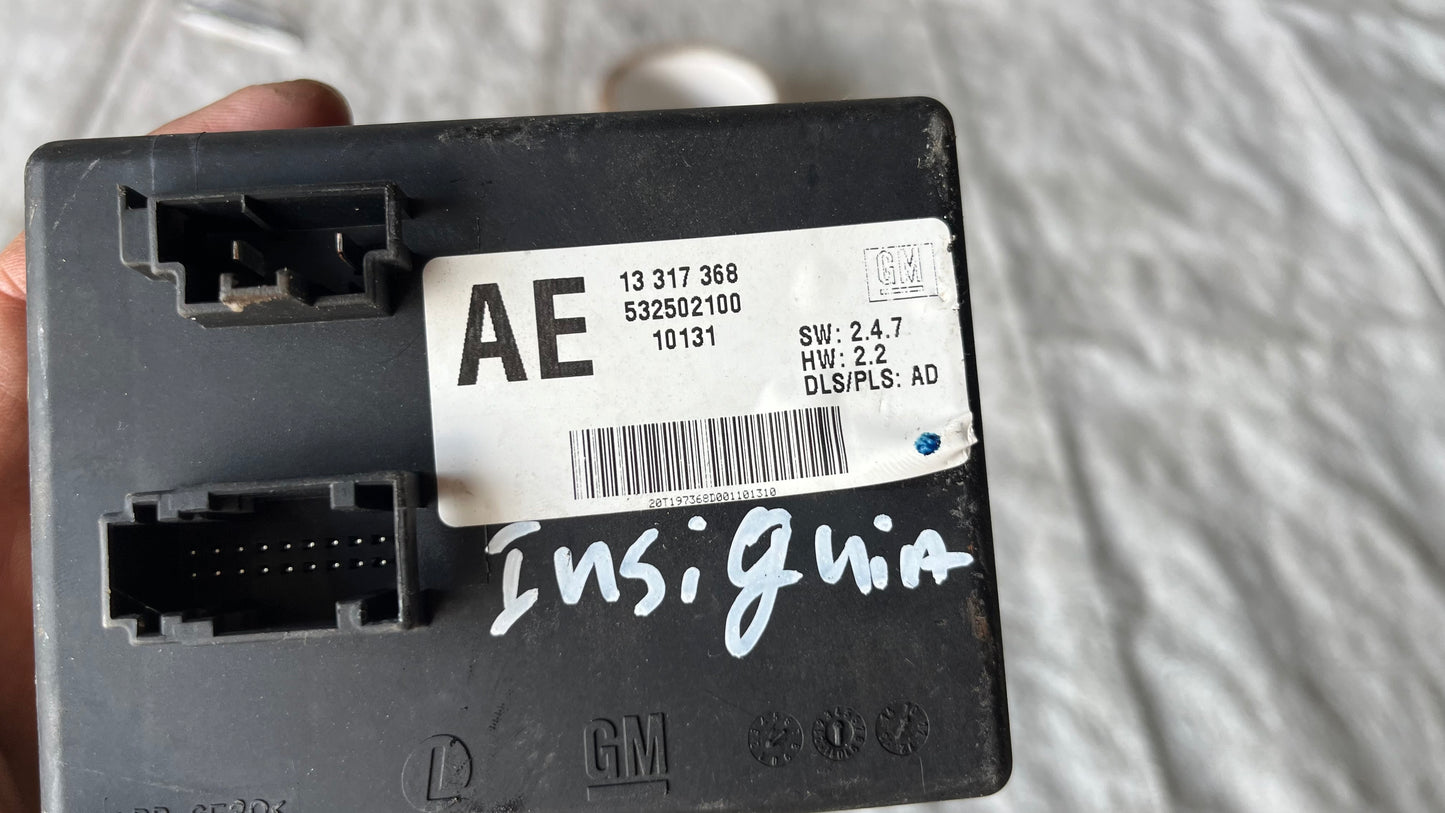 AE
13 317 368
532502100
10131
GM
SW: 2.4.7
HW: 2.2
DLS/PLS: AD
20T197368D001101310
Insignia
L
GM